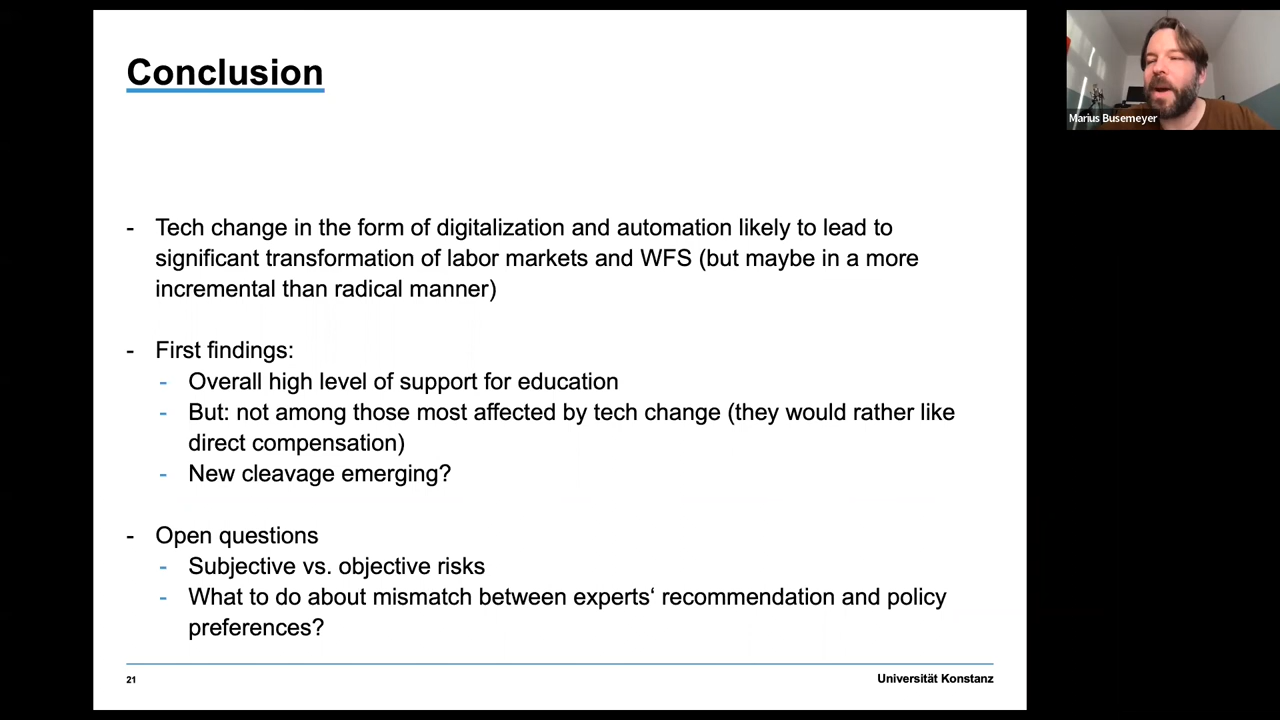 Conclusion
Marius Busemeyer
- Tech change in the form of digitalization and automation likely to lead to
significant transformation of labor markets and WFS (but maybe in a more
incremental than radical manner)
- First findings:
- Overall high level of support for education
- But: not among those most affected by tech change (they would rather like
direct compensation)
- New cleavage emerging?
- Open questions
- Subjective vs. objective risks
- What to do about mismatch between experts‘ recommendation and policy
preferences?
21
Universität Konstanz